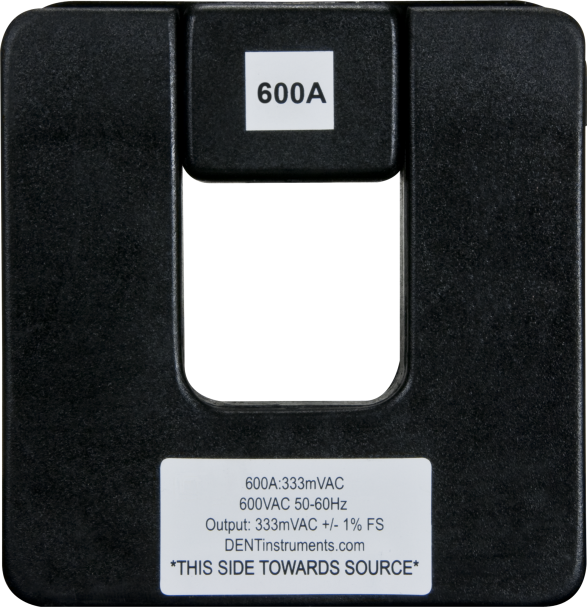 600A
600A:333mVAC
600VAC 50-60Hz
Output: 333mVAC +/- 1% FS
DENTinstruments.com
*THIS SIDE TOWARDS SOURCE*